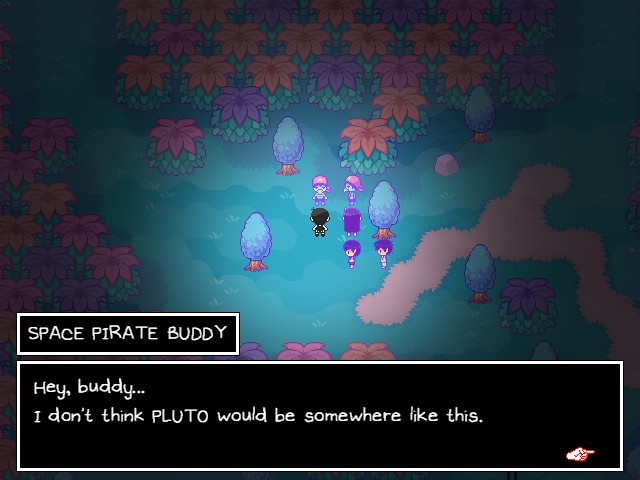 SPACE PIRATE BUDDY
Hey, buddy...
I don't think PLUTO would be somewhere like this.